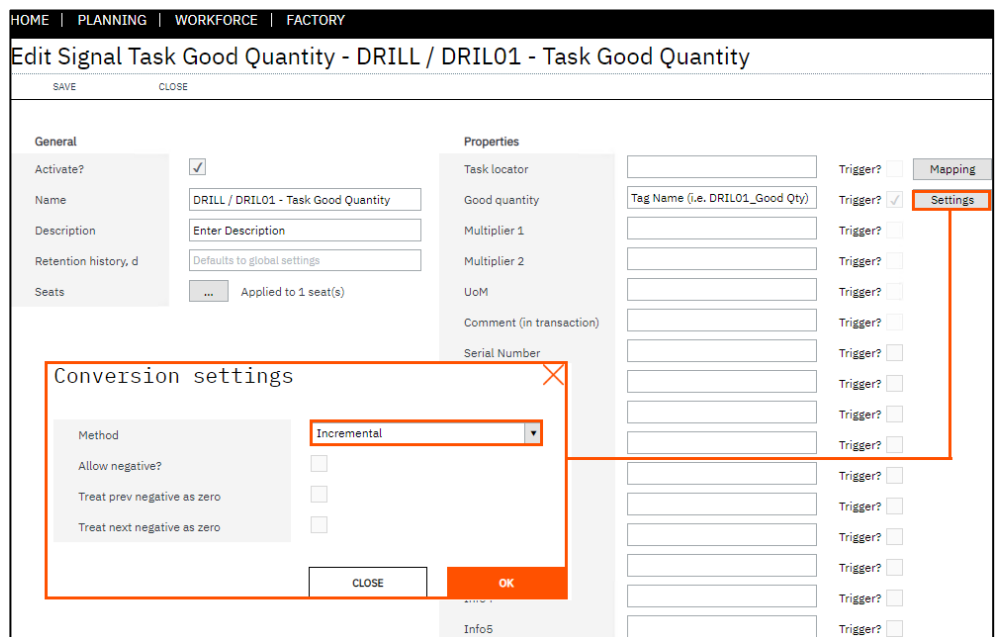 HOME | PLANNING | WORKFORCE | FACTORY
Edit Signal Task Good Quantity - DRILL / DRIL01 - Task Good Quantity
SAVE CLOSE
General
Activate?
Name DRILL / DRIL01 - Task Good Quantity
Description Enter Description
Retention history, d Defaults to global settings
Seats ... Applied to 1 seat(s)
Properties
Task locator Trigger? Mapping
Good quantity Tag Name (i.e. DRIL01_Good Qty) Trigger? Settings
Multiplier 1 Trigger?
Multiplier 2 Trigger?
UoM Trigger?
Comment (in transaction) Trigger?
Serial Number Trigger?
Trigger?
Trigger?
Trigger?
Trigger?
Trigger?
Trigger?
Trigger?
Trigger?
Info5 Trigger?
Conversion settings
Method Incremental
Allow negative?
Treat prev negative as zero
Treat next negative as zero
CLOSE OK